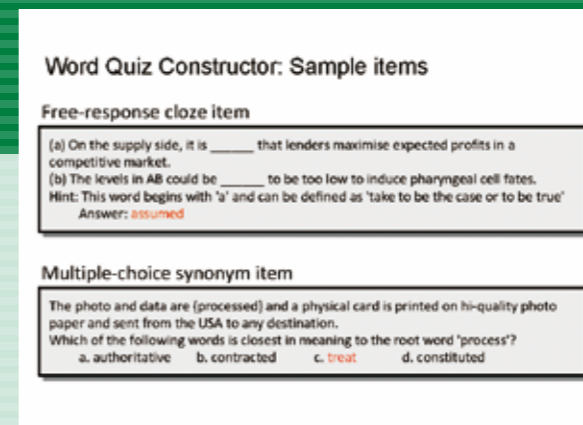 Word Quiz Constructor: Sample items
Free-response cloze item
(a) On the supply side, it is ______ that lenders maximise expected profits in a
competitive market.
(b) The levels in AB could be ______ to be too low to induce pharyngeal cell fates.
Hint: This word begins with 'a' and can be defined as 'take to be the case or to be true'
Answer: assumed
Multiple-choice synonym item
The photo and data are {processed} and a physical card is printed on hi-quality photo
paper and sent from the USA to any destination.
Which of the following words is closest in meaning to the root word 'process'?
a. authoritative b. contracted c. treat d. constituted